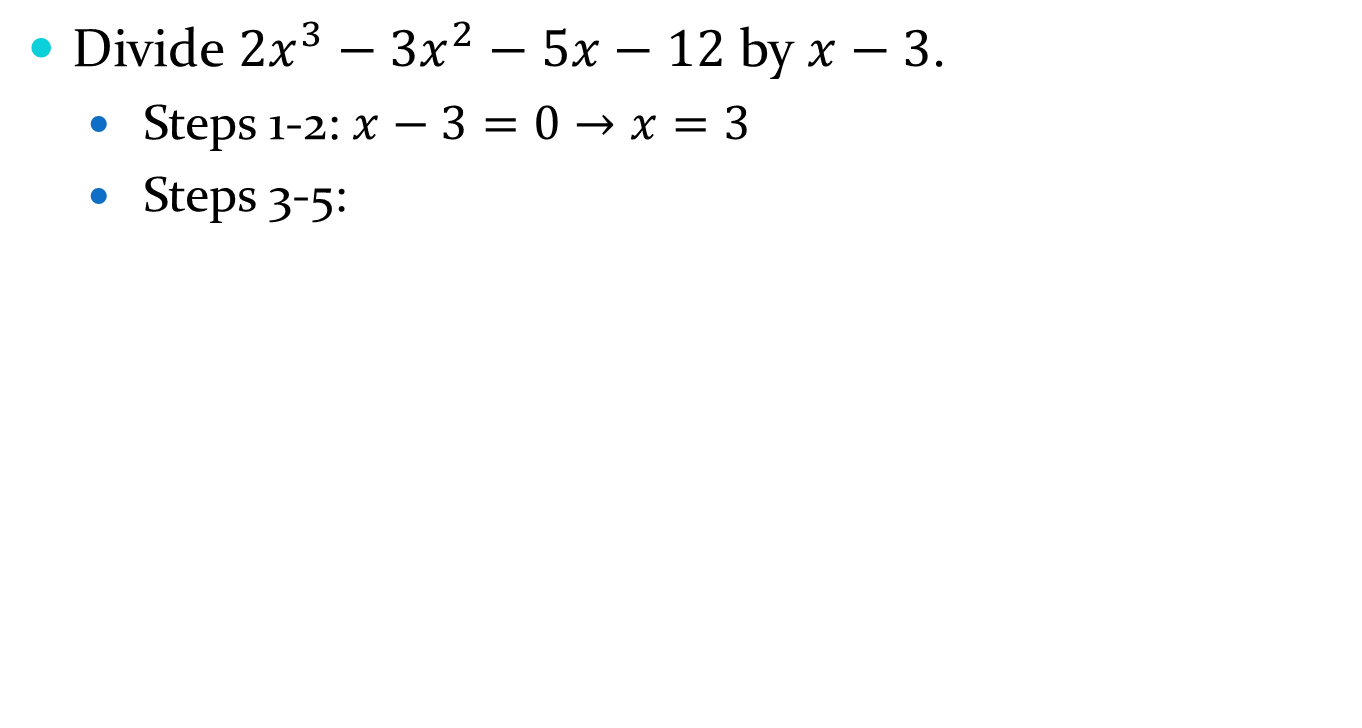 • Divide 2x³ − 3x² − 5x − 12 by x − 3.
• Steps 1-2: x − 3 = 0 → x = 3
• Steps 3-5: